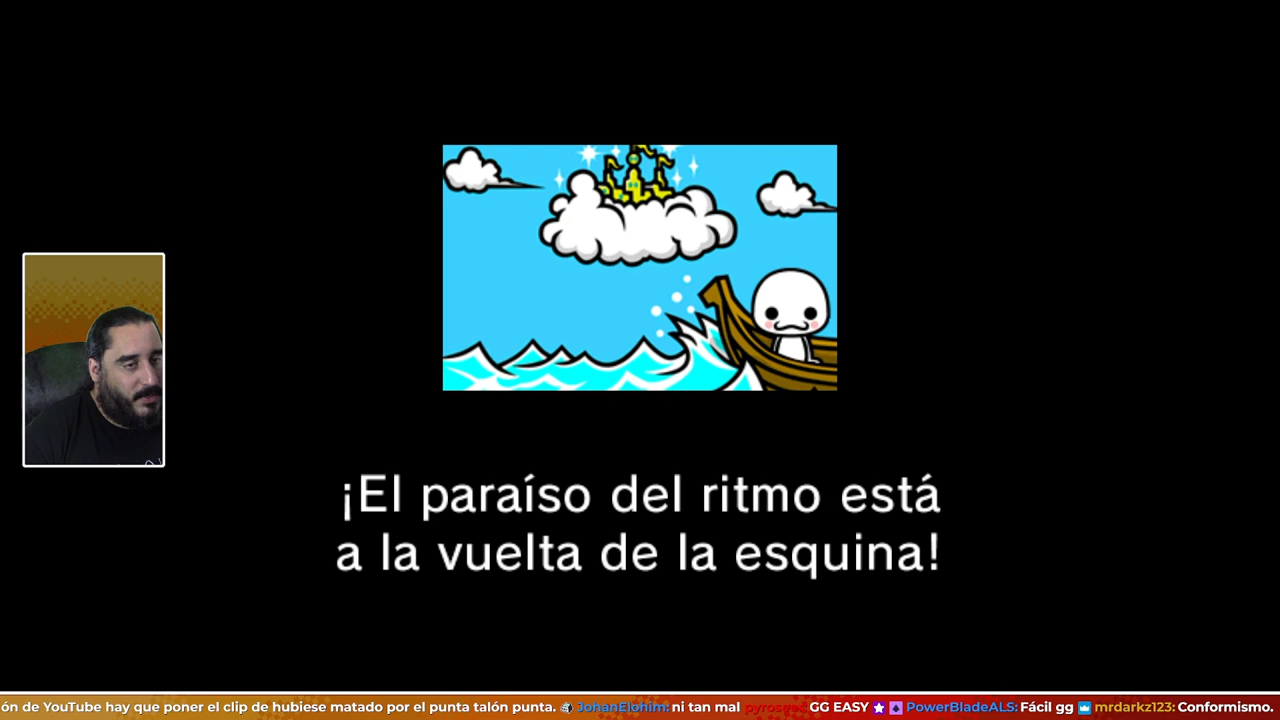 ¡El paraíso del ritmo está
a la vuelta de la esquina!
ón de YouTube hay que poner el clip de hubiese matado por el punta talón punta. JohanElohim: ni tan mal GG EASY PowerBladeALS: Fácil gg mrdarkz123: Conformismo.